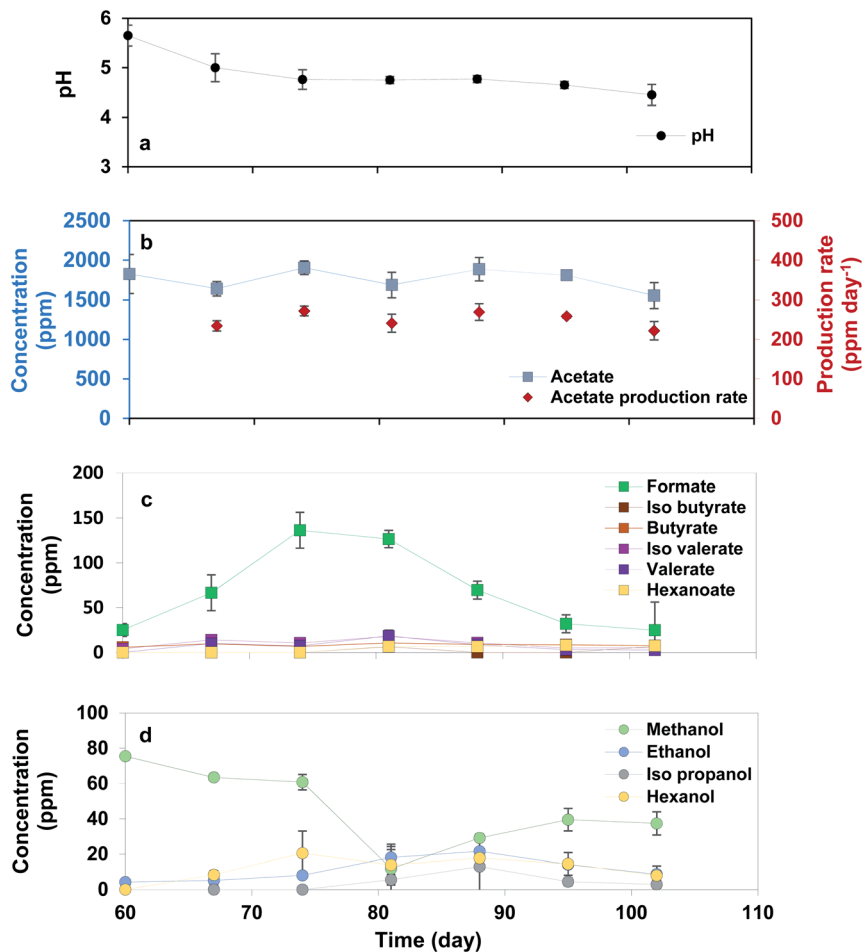 6
5
4
3
pH
a
pH
2500
2000
1500
1000
500
0
Concentration
(ppm)
b
500
400
300
200
100
0
Production rate
(ppm day⁻¹)
Acetate
Acetate production rate
200
150
100
50
0
Concentration
(ppm)
c
Formate
Iso butyrate
Butyrate
Iso valerate
Valerate
Hexanoate
100
80
60
40
20
0
Concentration
(ppm)
d
Methanol
Ethanol
Iso propanol
Hexanol
60 70 80 90 100 110
Time (day)